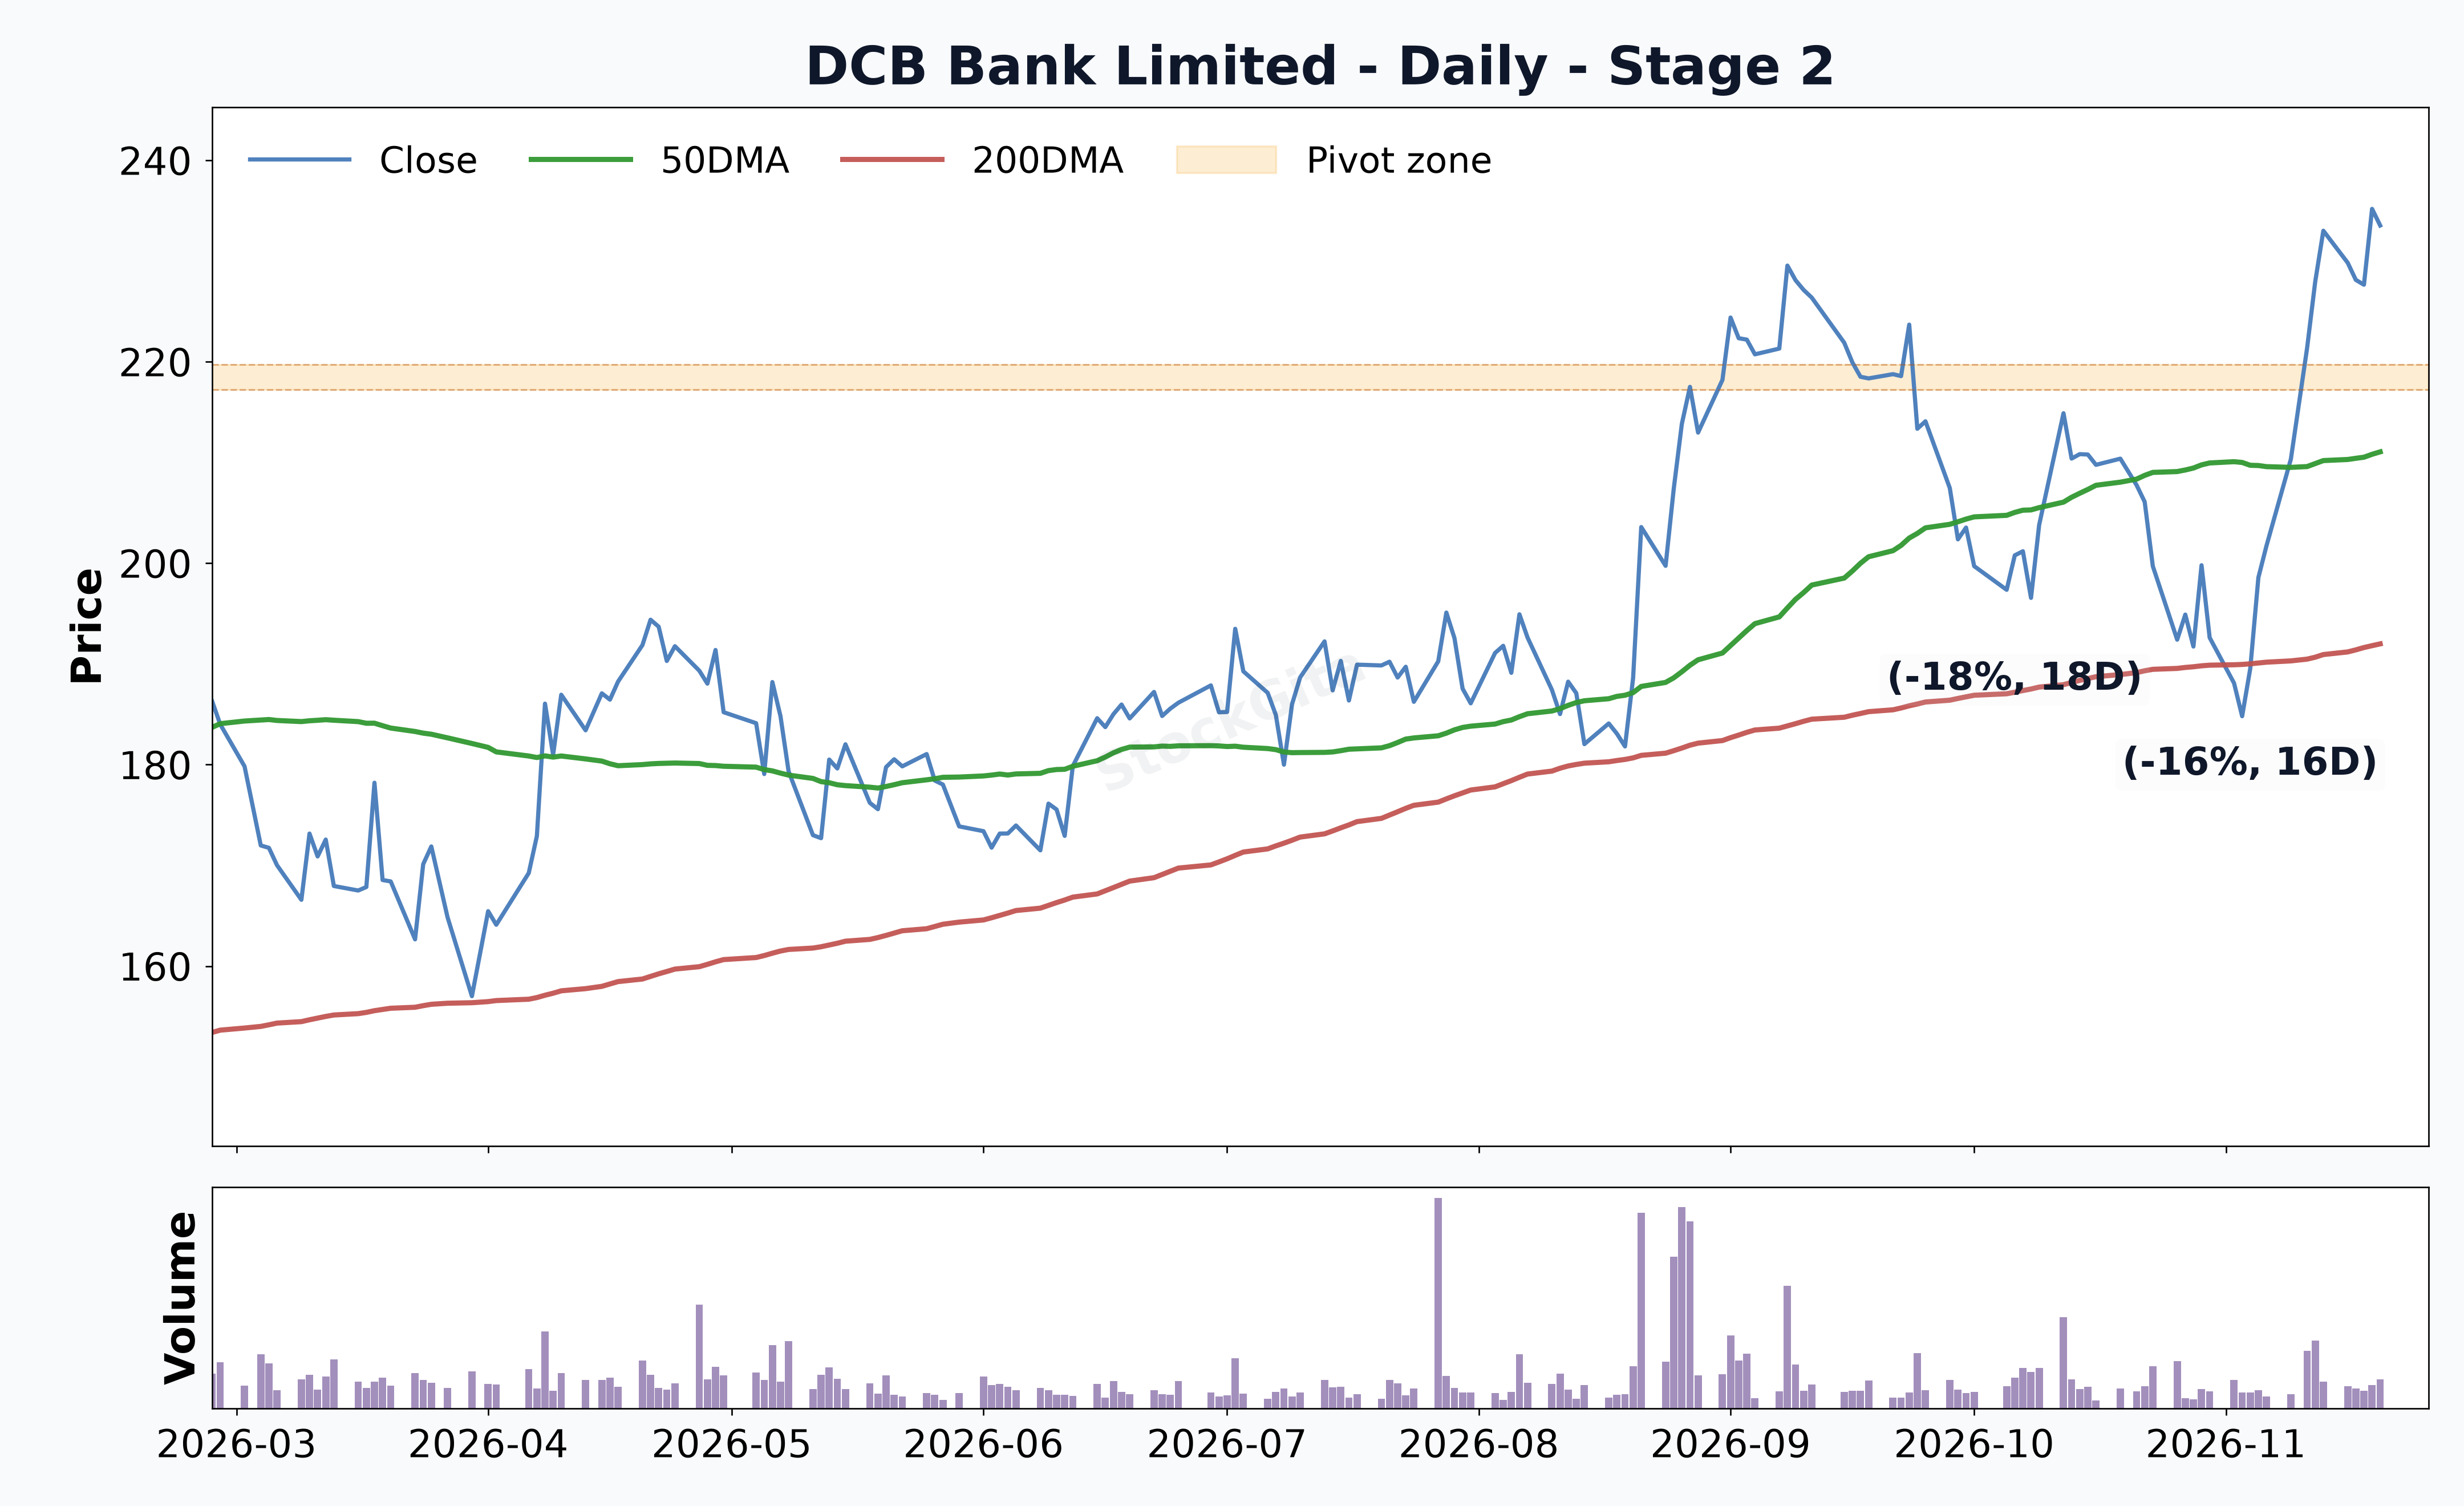 DCB Bank Limited - Daily - Stage 2
Close 50DMA 200DMA Pivot zone
Price
240
220
200
180
160
StockGita
(-18%, 18D)
(-16%, 16D)
Volume
2026-03 2026-04 2026-05 2026-06 2026-07 2026-08 2026-09 2026-10 2026-11